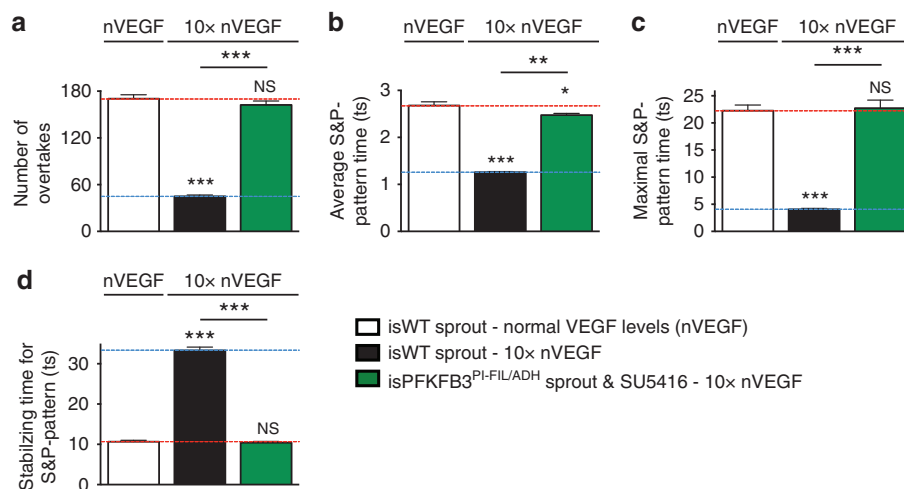 a
nVEGF 10× nVEGF
***
NS
***
180
120
60
0
Number of
overtakes
b
nVEGF 10× nVEGF
**
*
***
3
2
1
0
Average S&P-
pattern time (ts)
c
nVEGF 10× nVEGF
***
NS
***
25
20
15
10
5
0
Maximal S&P-
pattern time (ts)
d
nVEGF 10× nVEGF
***
***
NS
30
20
10
0
Stabilzing time for
S&P-pattern (ts)
isWT sprout - normal VEGF levels (nVEGF)
isWT sprout - 10× nVEGF
isPFKFB3PI-FIL/ADH sprout & SU5416 - 10× nVEGF